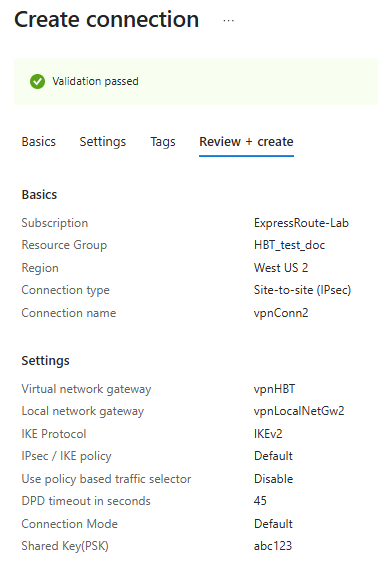 Create connection ...
Validation passed
Basics Settings Tags Review + create
Basics
Subscription ExpressRoute-Lab
Resource Group HBT_test_doc
Region West US 2
Connection type Site-to-site (IPsec)
Connection name vpnConn2
Settings
Virtual network gateway vpnHBT
Local network gateway vpnLocalNetGw2
IKE Protocol IKEv2
IPsec / IKE policy Default
Use policy based traffic selector Disable
DPD timeout in seconds 45
Connection Mode Default
Shared Key(PSK) abc123